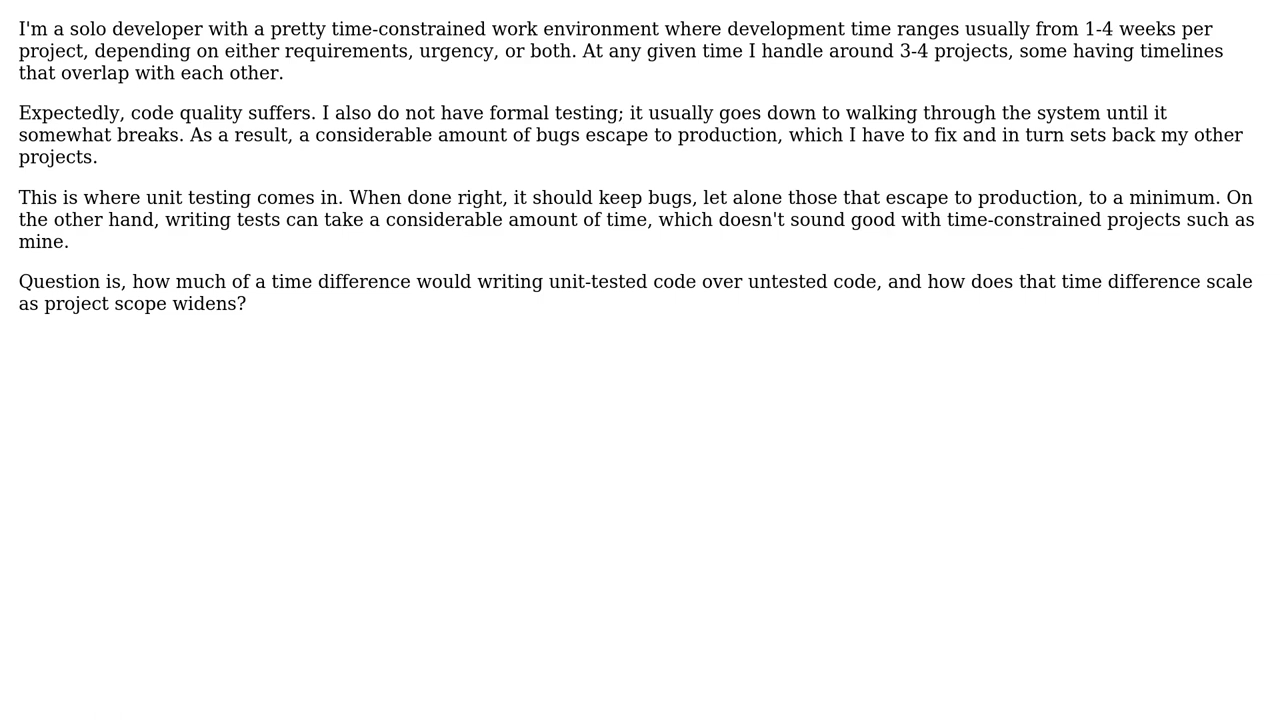 I'm a solo developer with a pretty time-constrained work environment where development time ranges usually from 1-4 weeks per
project, depending on either requirements, urgency, or both. At any given time I handle around 3-4 projects, some having timelines
that overlap with each other.
Expectedly, code quality suffers. I also do not have formal testing; it usually goes down to walking through the system until it
somewhat breaks. As a result, a considerable amount of bugs escape to production, which I have to fix and in turn sets back my other
projects.
This is where unit testing comes in. When done right, it should keep bugs, let alone those that escape to production, to a minimum. On
the other hand, writing tests can take a considerable amount of time, which doesn't sound good with time-constrained projects such as
mine.
Question is, how much of a time difference would writing unit-tested code over untested code, and how does that time difference scale
as project scope widens?